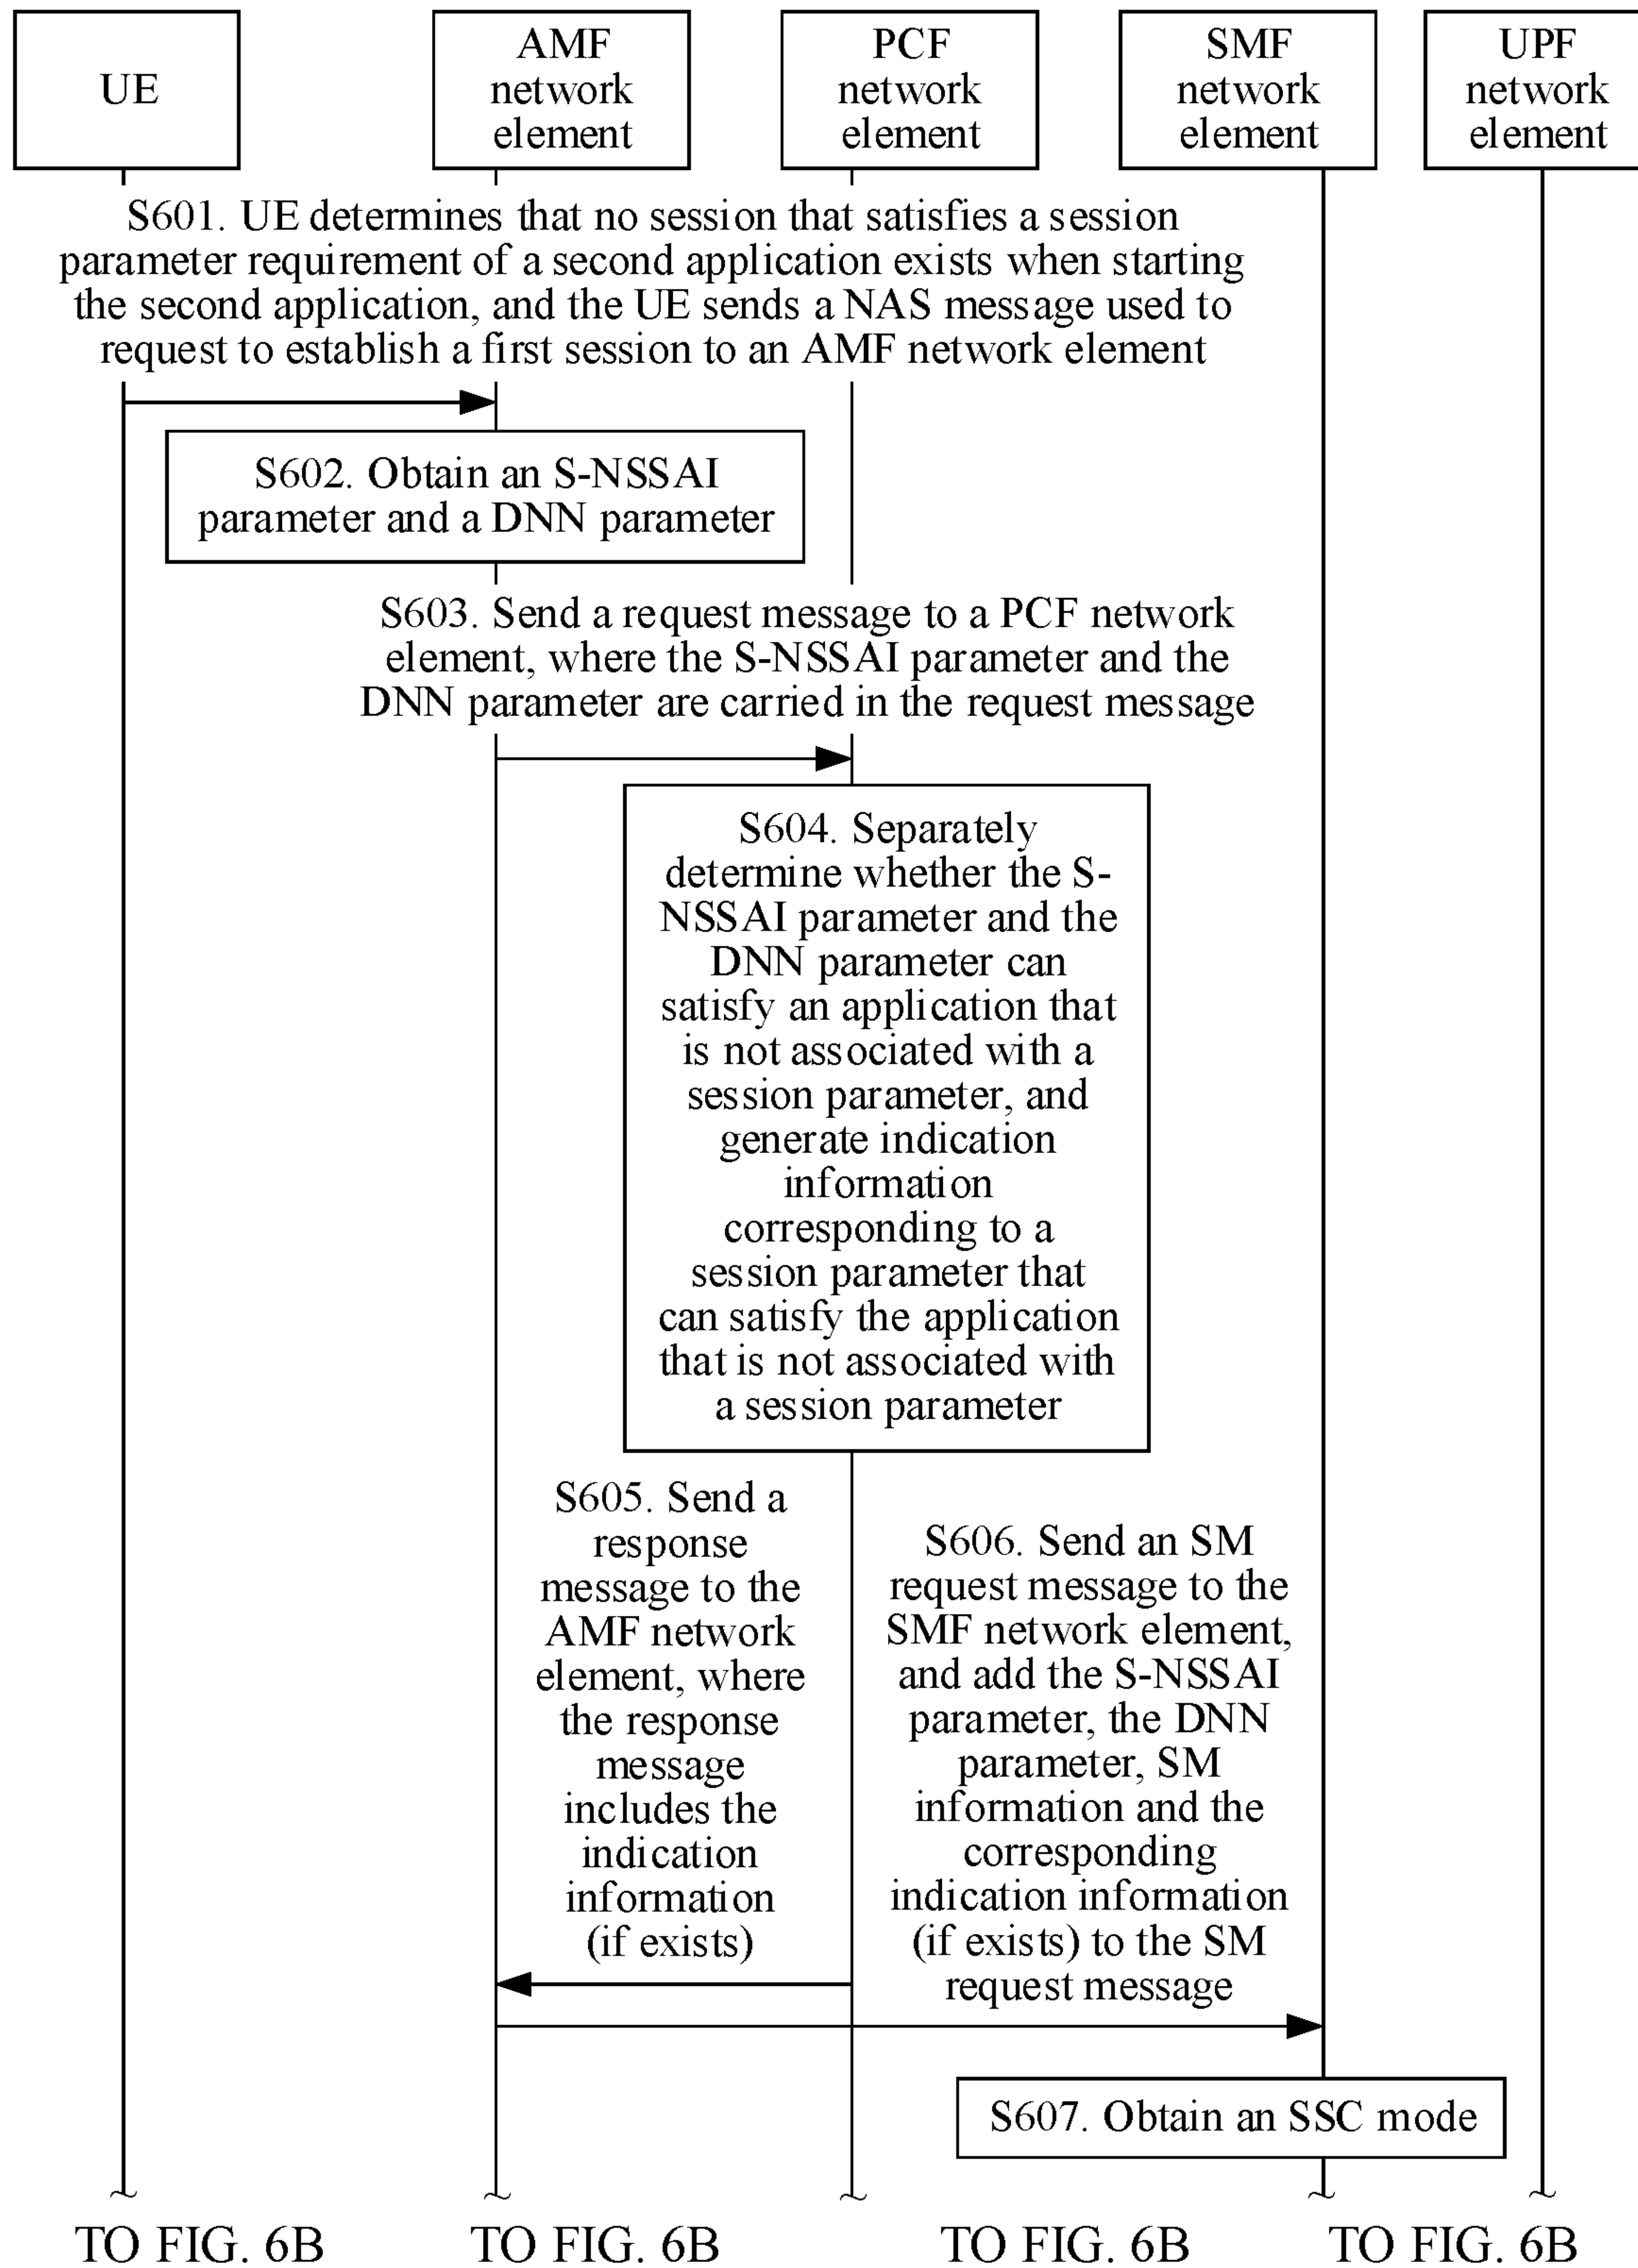 UE
AMF
network
element
PCF
network
element
SMF
network
element
UPF
network
element
S601. UE determines that no session that satisfies a session
parameter requirement of a second application exists when starting
the second application, and the UE sends a NAS message used to
request to establish a first session to an AMF network element
S602. Obtain an S-NSSAI
parameter and a DNN parameter
S603. Send a request message to a PCF network
element, where the S-NSSAI parameter and the
DNN parameter are carried in the request message
S604. Separately
determine whether the S-
NSSAI parameter and the
DNN parameter can
satisfy an application that
is not associated with a
session parameter, and
generate indication
information
corresponding to a
session parameter that
can satisfy the application
that is not associated with
a session parameter
S605. Send a
response
message to the
AMF network
element, where
the response
message
includes the
indication
information
(if exists)
S606. Send an SM
request message to the
SMF network element,
and add the S-NSSAI
parameter, the DNN
parameter, SM
information and the
corresponding
indication information
(if exists) to the SM
request message
S607. Obtain an SSC mode
TO FIG. 6B
TO FIG. 6B
TO FIG. 6B
TO FIG. 6B